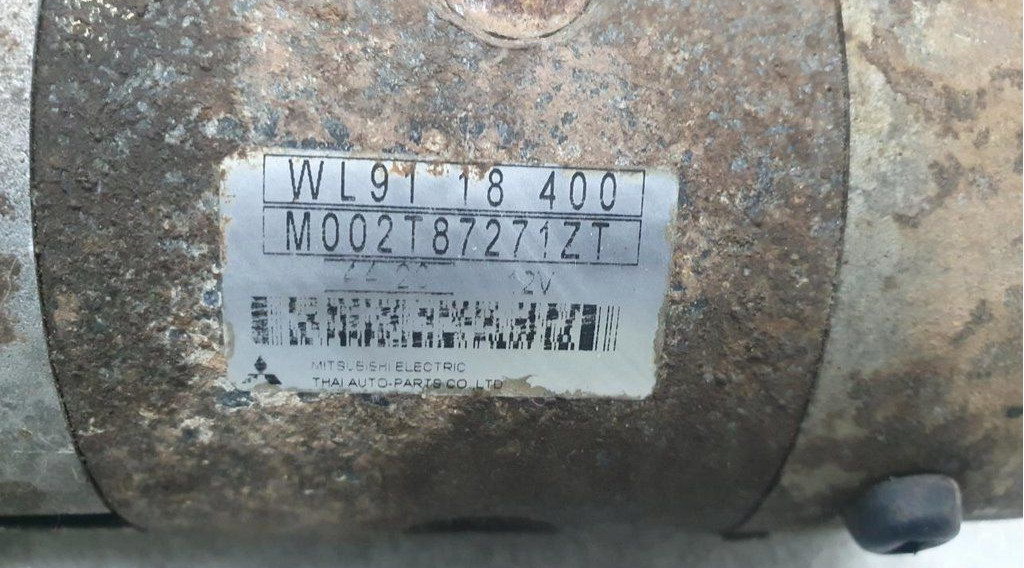 WL91 18 400
M002T87271ZT
12V
MITSUBISHI ELECTRIC
THAI AUTO-PARTS CO.,LTD